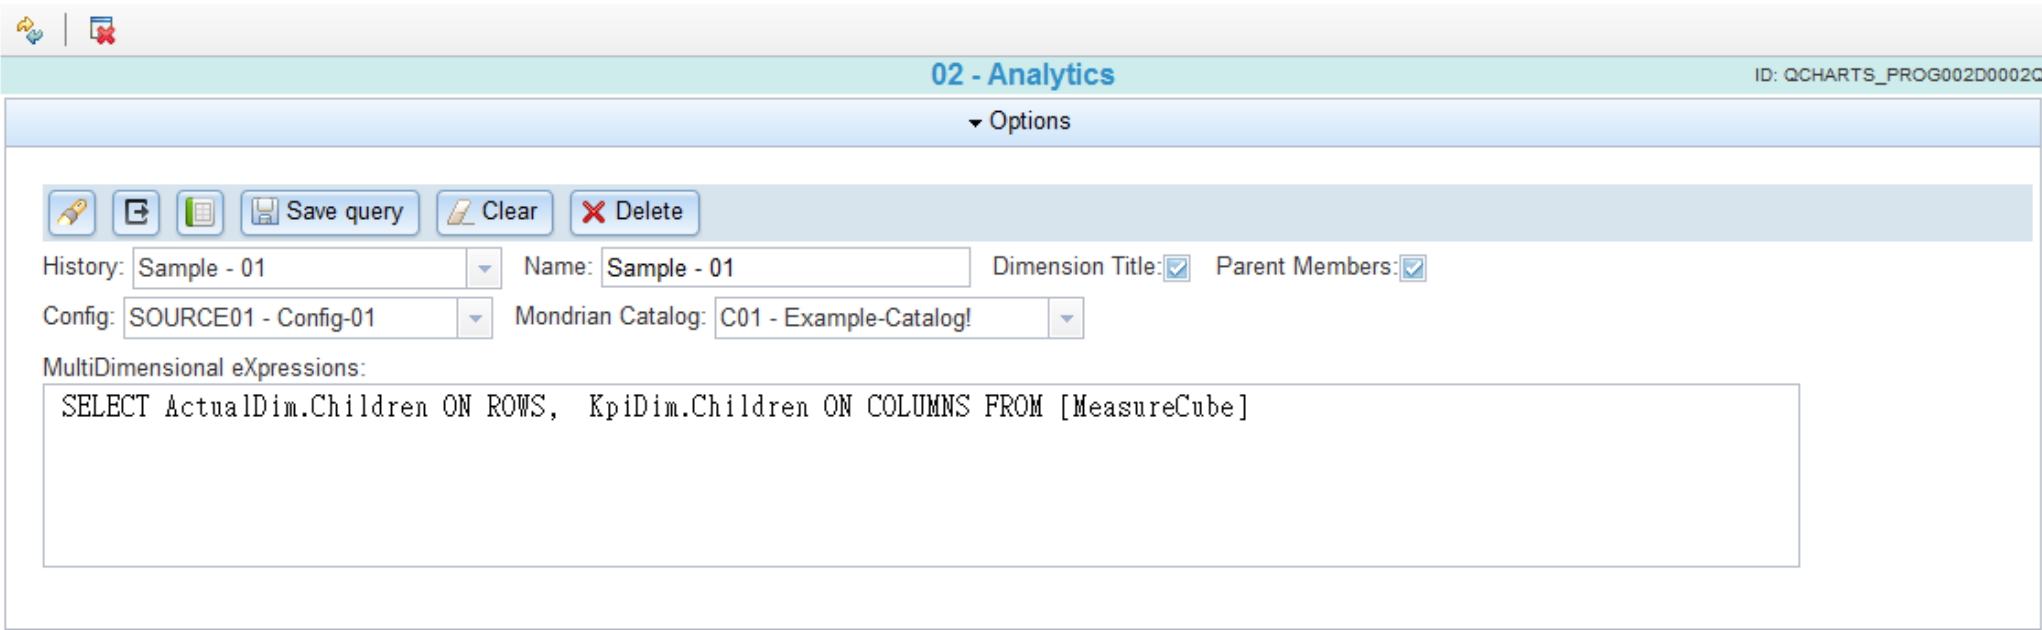 02 - Analytics
ID: QCHARTS_PROG002D0002Q
Options
Save query Clear Delete
History: Sample - 01 Name: Sample - 01 Dimension Title: Parent Members:
Config: SOURCE01 - Config-01 Mondrian Catalog: C01 - Example-Catalog!
MultiDimensional eXpressions:
SELECT ActualDim.Children ON ROWS,  KpiDim.Children ON COLUMNS FROM [MeasureCube]